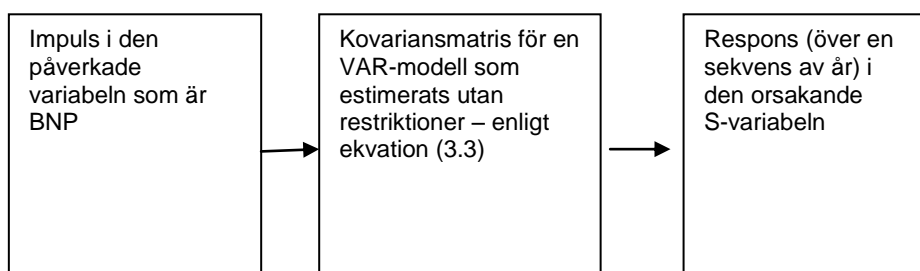 Impuls i den
påverkade
variabeln som är
BNP
Kovariansmatris för en
VAR-modell som
estimerats utan
restriktioner – enligt
ekvation (3.3)
Respons (över en
sekvens av år) i
den orsakande
S-variabeln